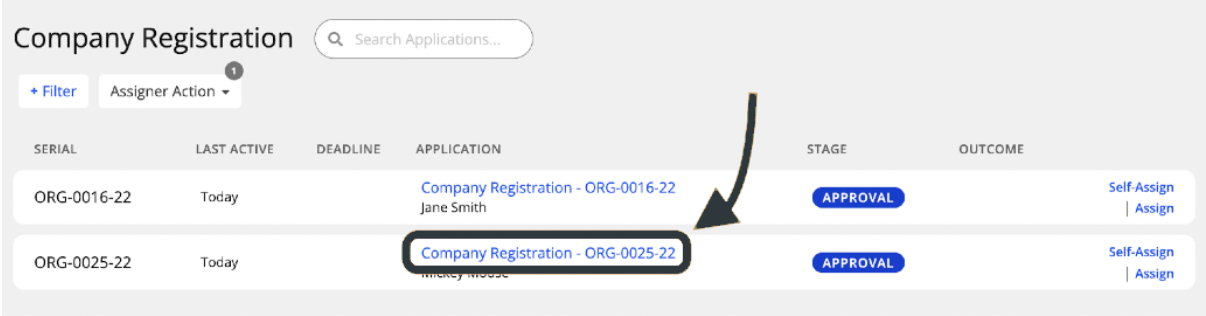 Company Registration
Search Applications...
+ Filter
Assigner Action
1
SERIAL LAST ACTIVE DEADLINE APPLICATION STAGE OUTCOME
ORG-0016-22 Today Company Registration - ORG-0016-22 APPROVAL Self-Assign
Jane Smith | Assign
ORG-0025-22 Today Company Registration - ORG-0025-22 APPROVAL Self-Assign
Mickey Mouse | Assign